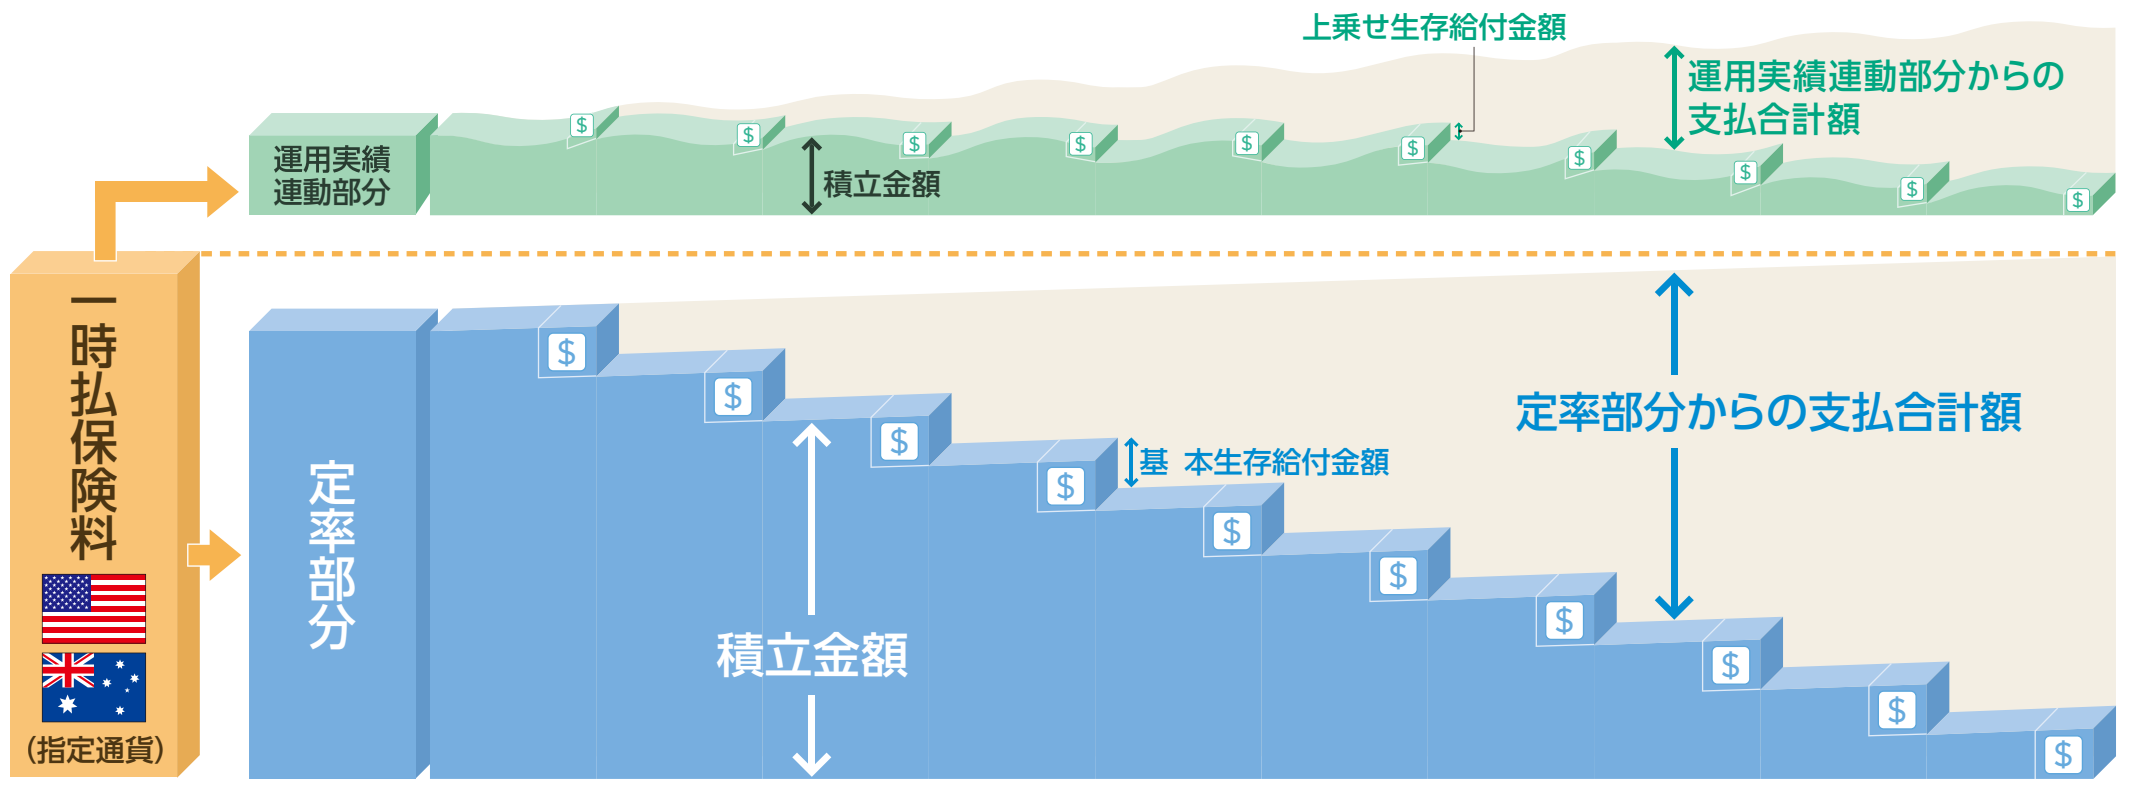 上乗せ生存給付金額
運用実績連動部分からの
支払合計額
運用実績
連動部分
積立金額
$ $ $ $ $ $ $ $ $ $
一時払保険料
(指定通貨)
定率部分
積立金額
基 本生存給付金額
定率部分からの支払合計額
$ $ $ $ $ $ $ $ $ $